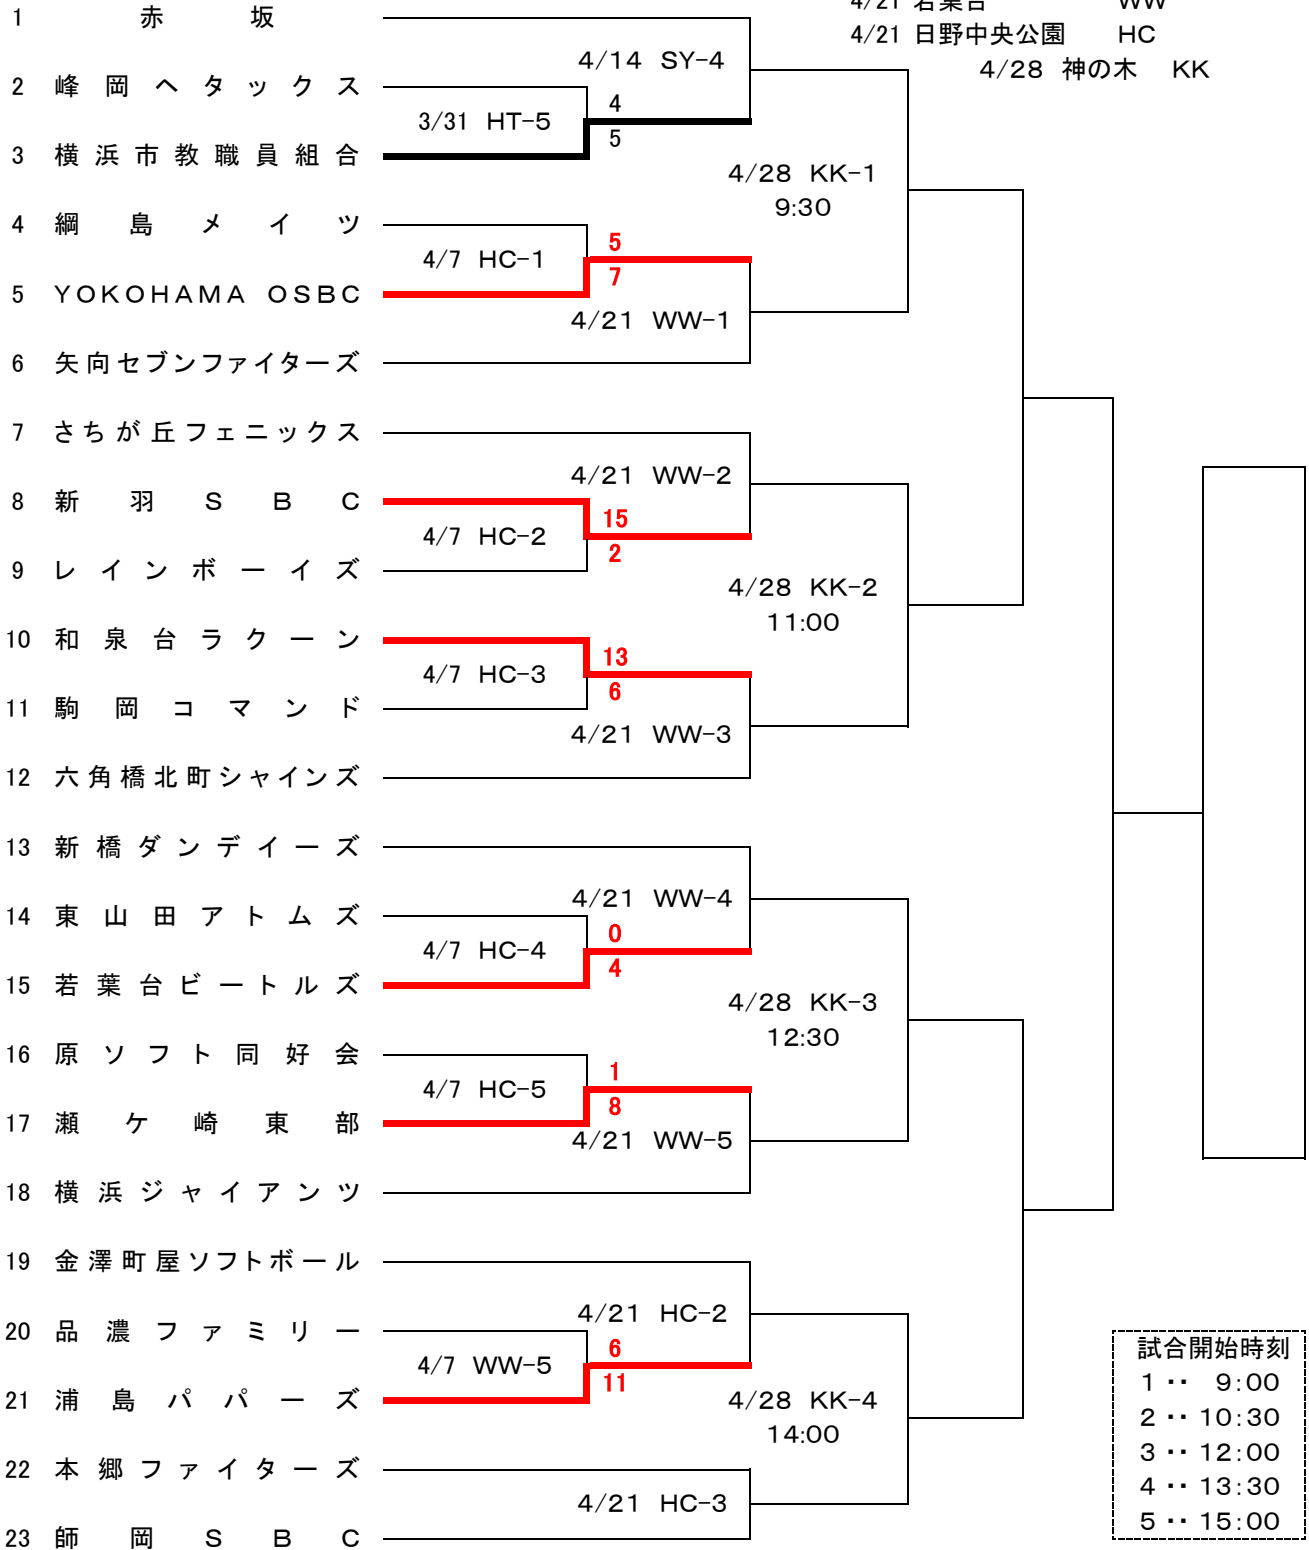 4/21 若葉台 WW
1 赤坂
4/21 日野中央公園 HC
4/14 SY-4
4/28 神の木 KK
2 峰岡ヘタックス
4
3/31 HT-5
5
3 横浜市教職員組合
4/28 KK-1
9:30
4 綱島メイツ
5
4/7 HC-1
7
5 YOKOHAMA OSBC
4/21 WW-1
6 矢向セブンファイターズ
7 さちが丘フェニックス
4/21 WW-2
8 新羽SBC
15
4/7 HC-2
2
9 レインボーイズ
4/28 KK-2
11:00
10 和泉台ラクーン
13
4/7 HC-3
6
11 駒岡コマンド
4/21 WW-3
12 六角橋北町シャインズ
13 新橋ダンデイーズ
4/21 WW-4
14 東山田アトムズ
0
4/7 HC-4
4
15 若葉台ビートルズ
4/28 KK-3
12:30
16 原ソフト同好会
1
4/7 HC-5
8
17 瀬ケ崎東部
4/21 WW-5
18 横浜ジャイアンツ
19 金澤町屋ソフトボール
4/21 HC-2
20 品濃ファミリー
6
4/7 WW-5
11
21 浦島パパーズ
4/28 KK-4
14:00
22 本郷ファイターズ
4/21 HC-3
23 師岡SBC
試合開始時刻
1‥ 9:00
2‥10:30
3‥12:00
4‥13:30
5‥15:00